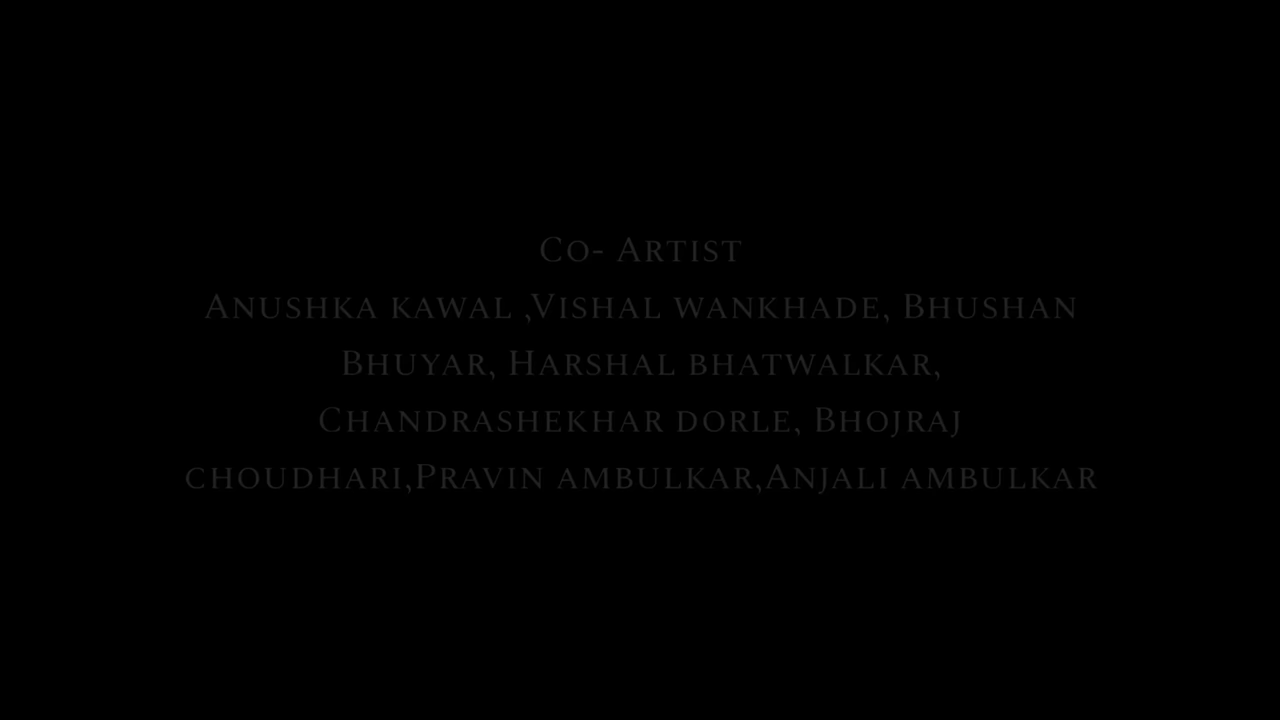 Co- Artist
Anushka kawal ,Vishal wankhade, Bhushan
Bhuyar, Harshal bhatwalkar,
Chandrashekhar dorle, Bhojraj
choudhari,Pravin ambulkar,Anjali ambulkar